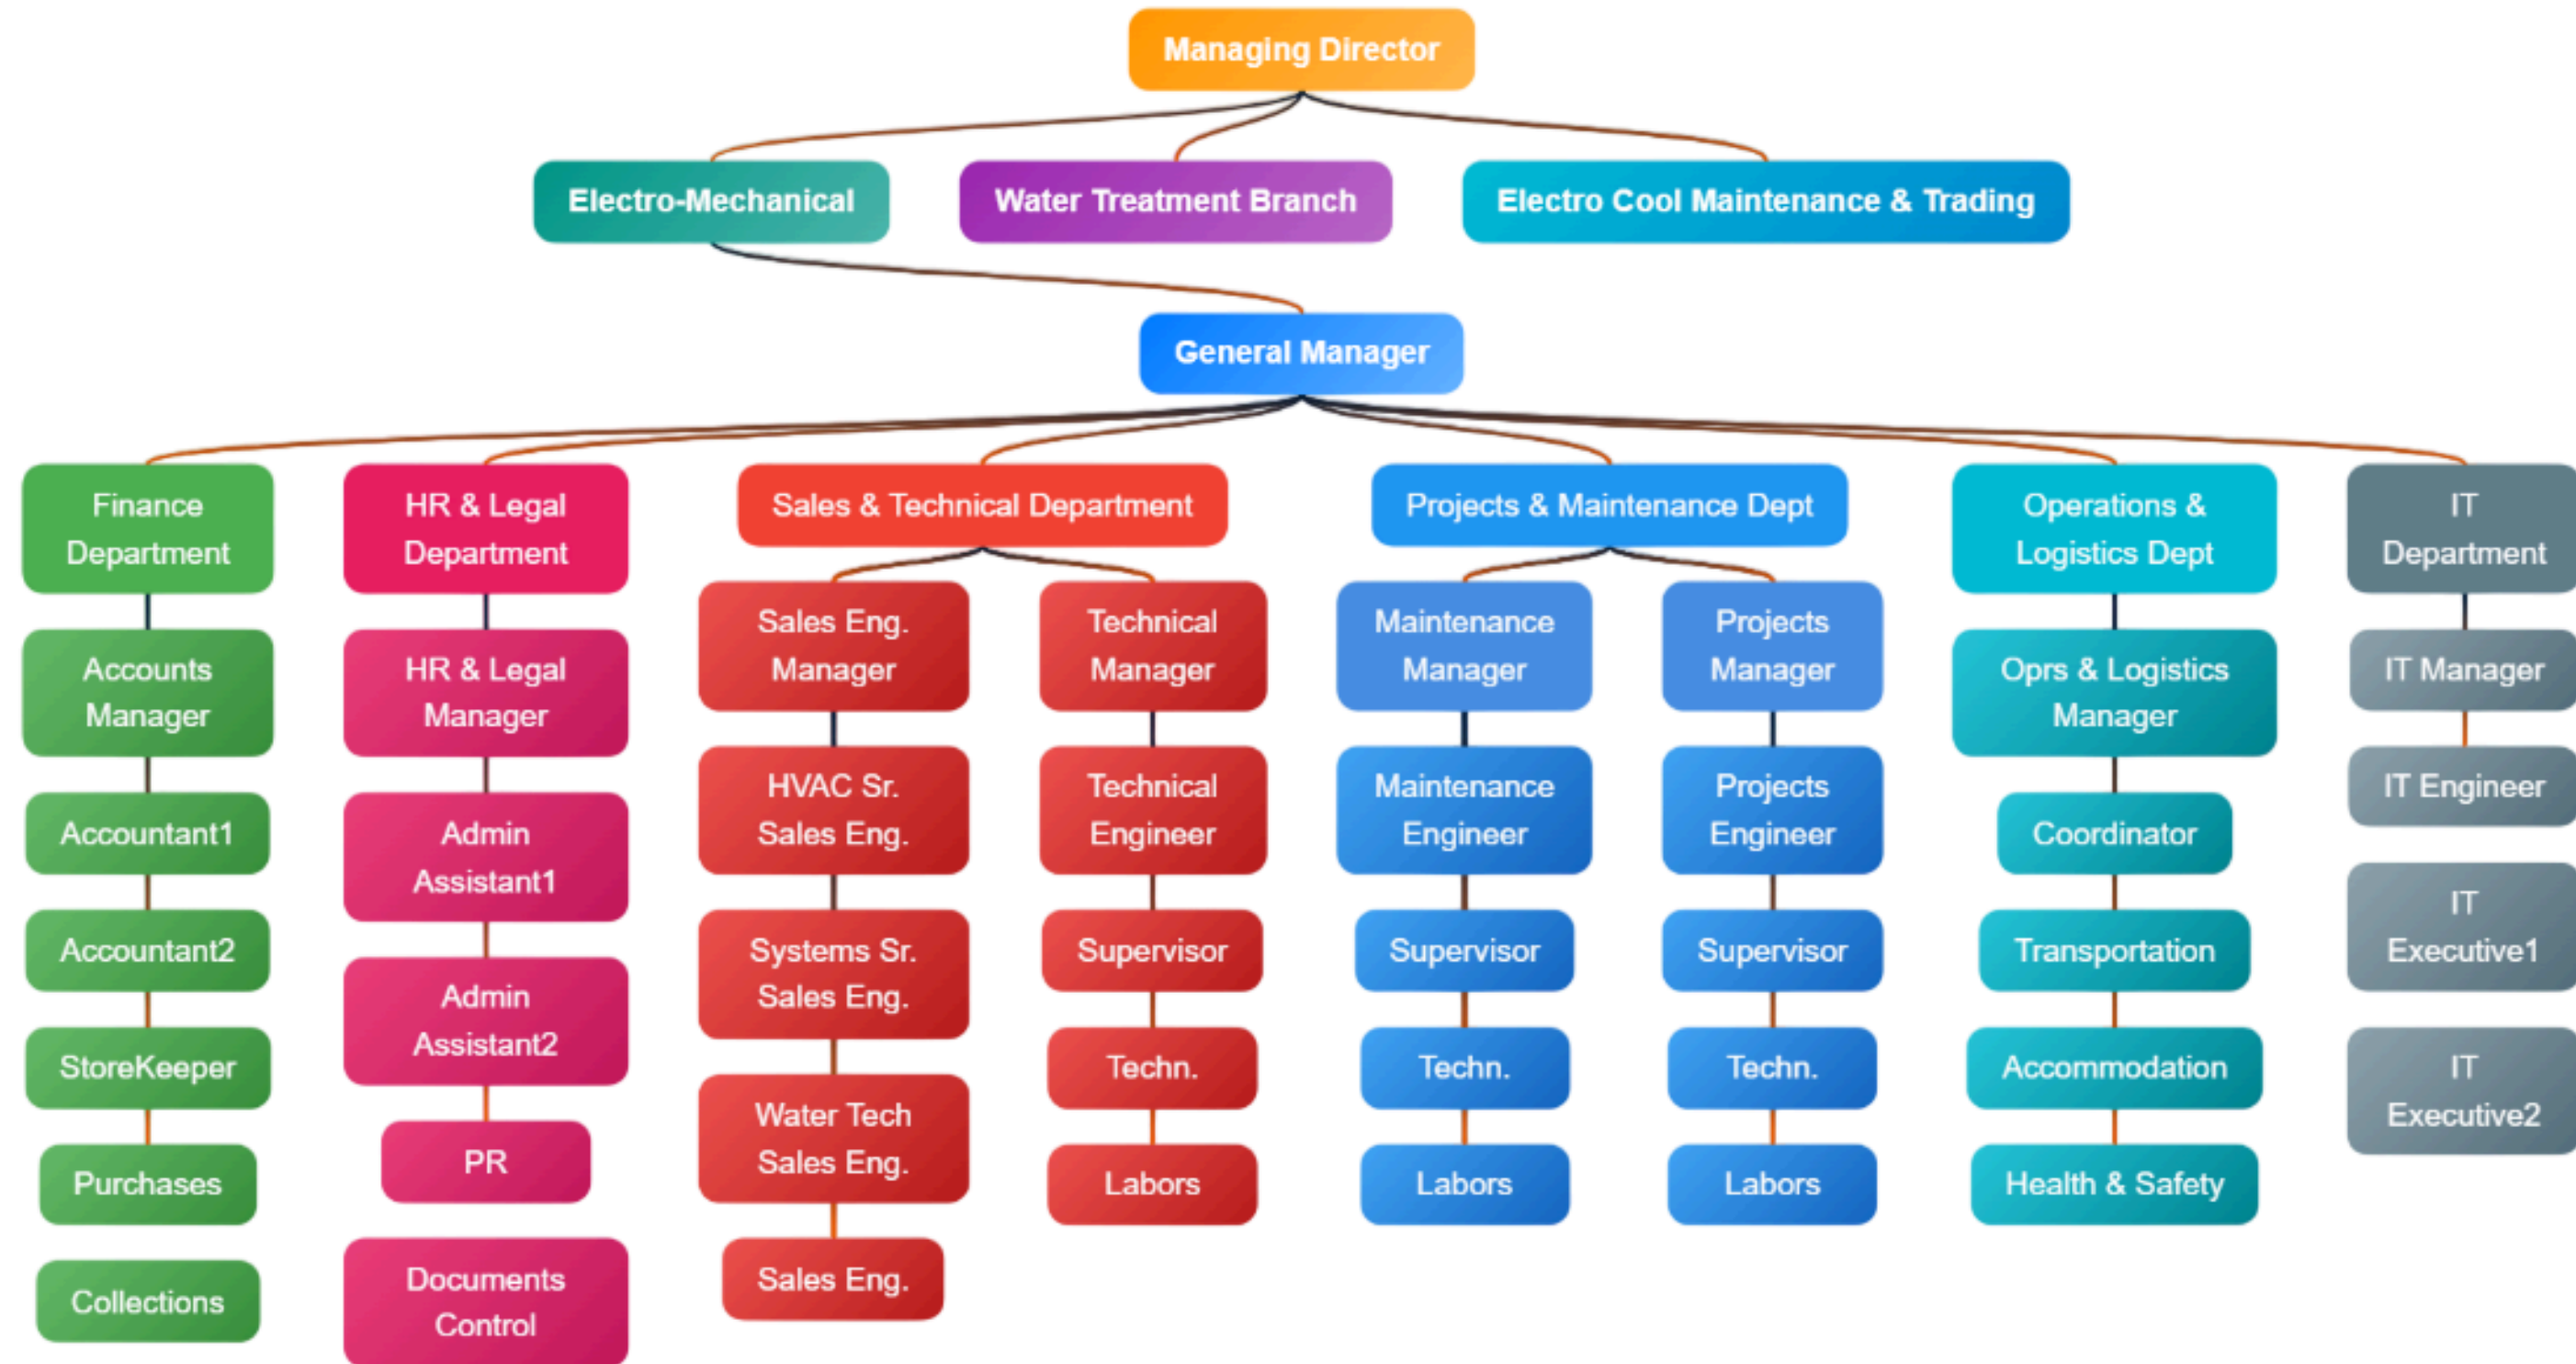 Managing Director
Electro-Mechanical
Water Treatment Branch
Electro Cool Maintenance & Trading
General Manager
Finance
Department
Accounts
Manager
Accountant1
Accountant2
StoreKeeper
Purchases
Collections
HR & Legal
Department
HR & Legal
Manager
Admin
Assistant1
Admin
Assistant2
PR
Documents
Control
Sales & Technical Department
Sales Eng.
Manager
HVAC Sr.
Sales Eng.
Systems Sr.
Sales Eng.
Water Tech
Sales Eng.
Sales Eng.
Technical
Manager
Technical
Engineer
Supervisor
Techn.
Labors
Projects & Maintenance Dept
Maintenance
Manager
Maintenance
Engineer
Supervisor
Techn.
Labors
Projects
Manager
Projects
Engineer
Supervisor
Techn.
Labors
Operations &
Logistics Dept
Oprs & Logistics
Manager
Coordinator
Transportation
Accommodation
Health & Safety
IT
Department
IT Manager
IT Engineer
IT
Executive1
IT
Executive2